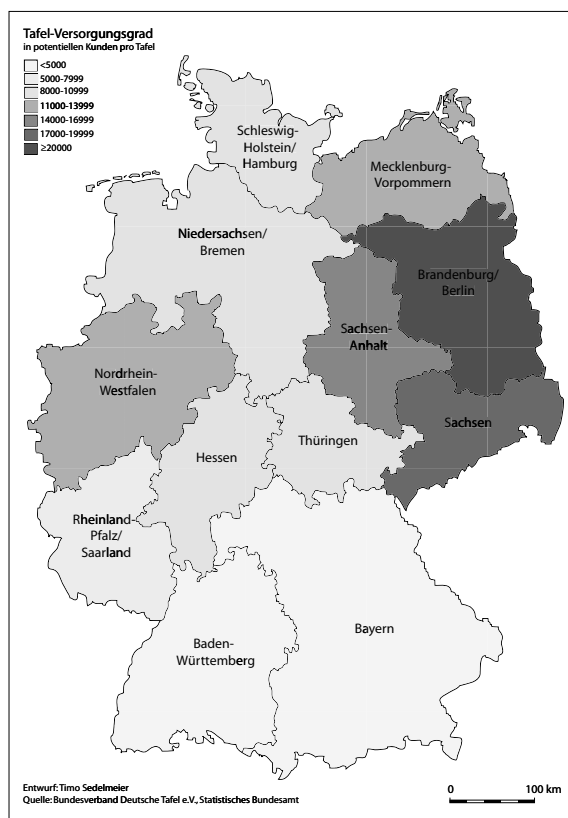 Tafel-Versorgungsgrad
in potentiellen Kunden pro Tafel
<5000
5000-7999
8000-10999
11000-13999
14000-16999
17000-19999
≥20000
Schleswig-
Holstein/
Hamburg
Mecklenburg-
Vorpommern
Niedersachsen/
Bremen
Brandenburg/
Berlin
Sachsen-
Anhalt
Nordrhein-
Westfalen
Sachsen
Thüringen
Hessen
Rheinland-
Pfalz/
Saarland
Bayern
Baden-
Württemberg
Entwurf: Timo Sedelmeier
Quelle: Bundesverband Deutsche Tafel e.V., Statistisches Bundesamt
0 100 km